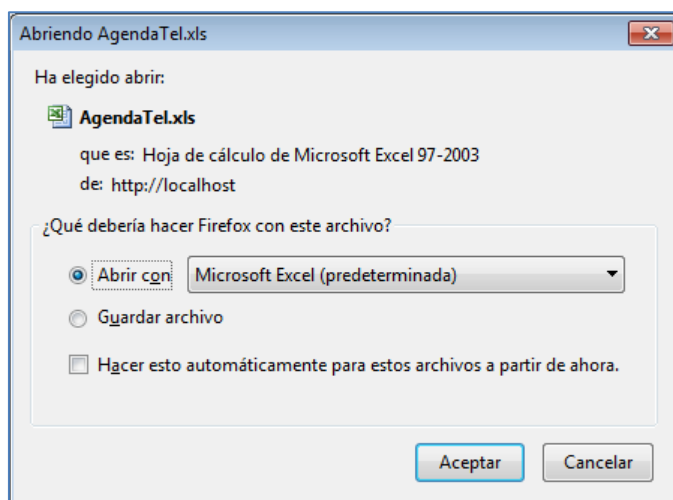 Abriendo AgendaTel.xls
Ha elegido abrir:
AgendaTel.xls
que es: Hoja de cálculo de Microsoft Excel 97-2003
de: http://localhost
¿Qué debería hacer Firefox con este archivo?
Abrir con Microsoft Excel (predeterminada)
Guardar archivo
Hacer esto automáticamente para estos archivos a partir de ahora.
Aceptar Cancelar